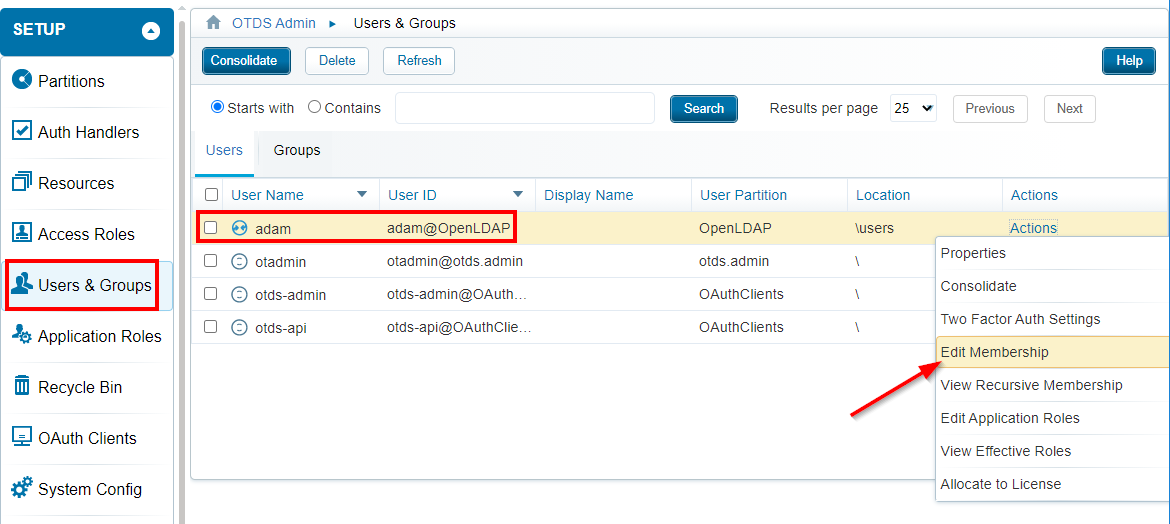 SETUP
Partitions
Auth Handlers
Resources
Access Roles
Users & Groups
Application Roles
Recycle Bin
OAuth Clients
System Config
OTDS Admin Users & Groups
Consolidate Delete Refresh Help
Starts with Contains Search Results per page 25 Previous Next
Users Groups
User Name User ID Display Name User Partition Location Actions
adam adam@OpenLDAP OpenLDAP \users Actions
otadmin otadmin@otds.admin otds.admin \
otds-admin otds-admin@OAuth... OAuthClients \
otds-api otds-api@OAuthClie... OAuthClients \
Properties
Consolidate
Two Factor Auth Settings
Edit Membership
View Recursive Membership
Edit Application Roles
View Effective Roles
Allocate to License